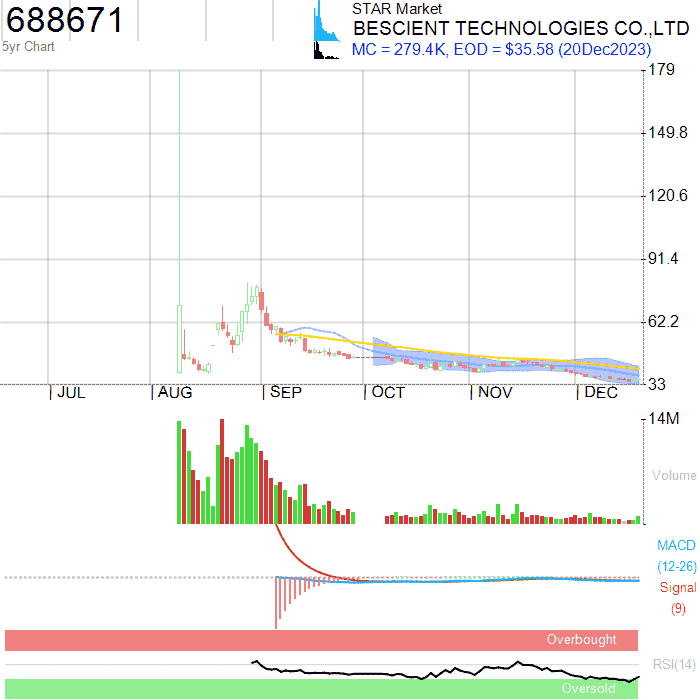 688671
5yr Chart
STAR Market
BESCIENT TECHNOLOGIES CO.,LTD
MC = 279.4K, EOD = $35.58 (20Dec2023)
179
149.8
120.6
91.4
62.2
33
JUL AUG SEP OCT NOV DEC
14M
Volume
MACD
(12-26)
Signal
(9)
Overbought
RSI(14)
Oversold